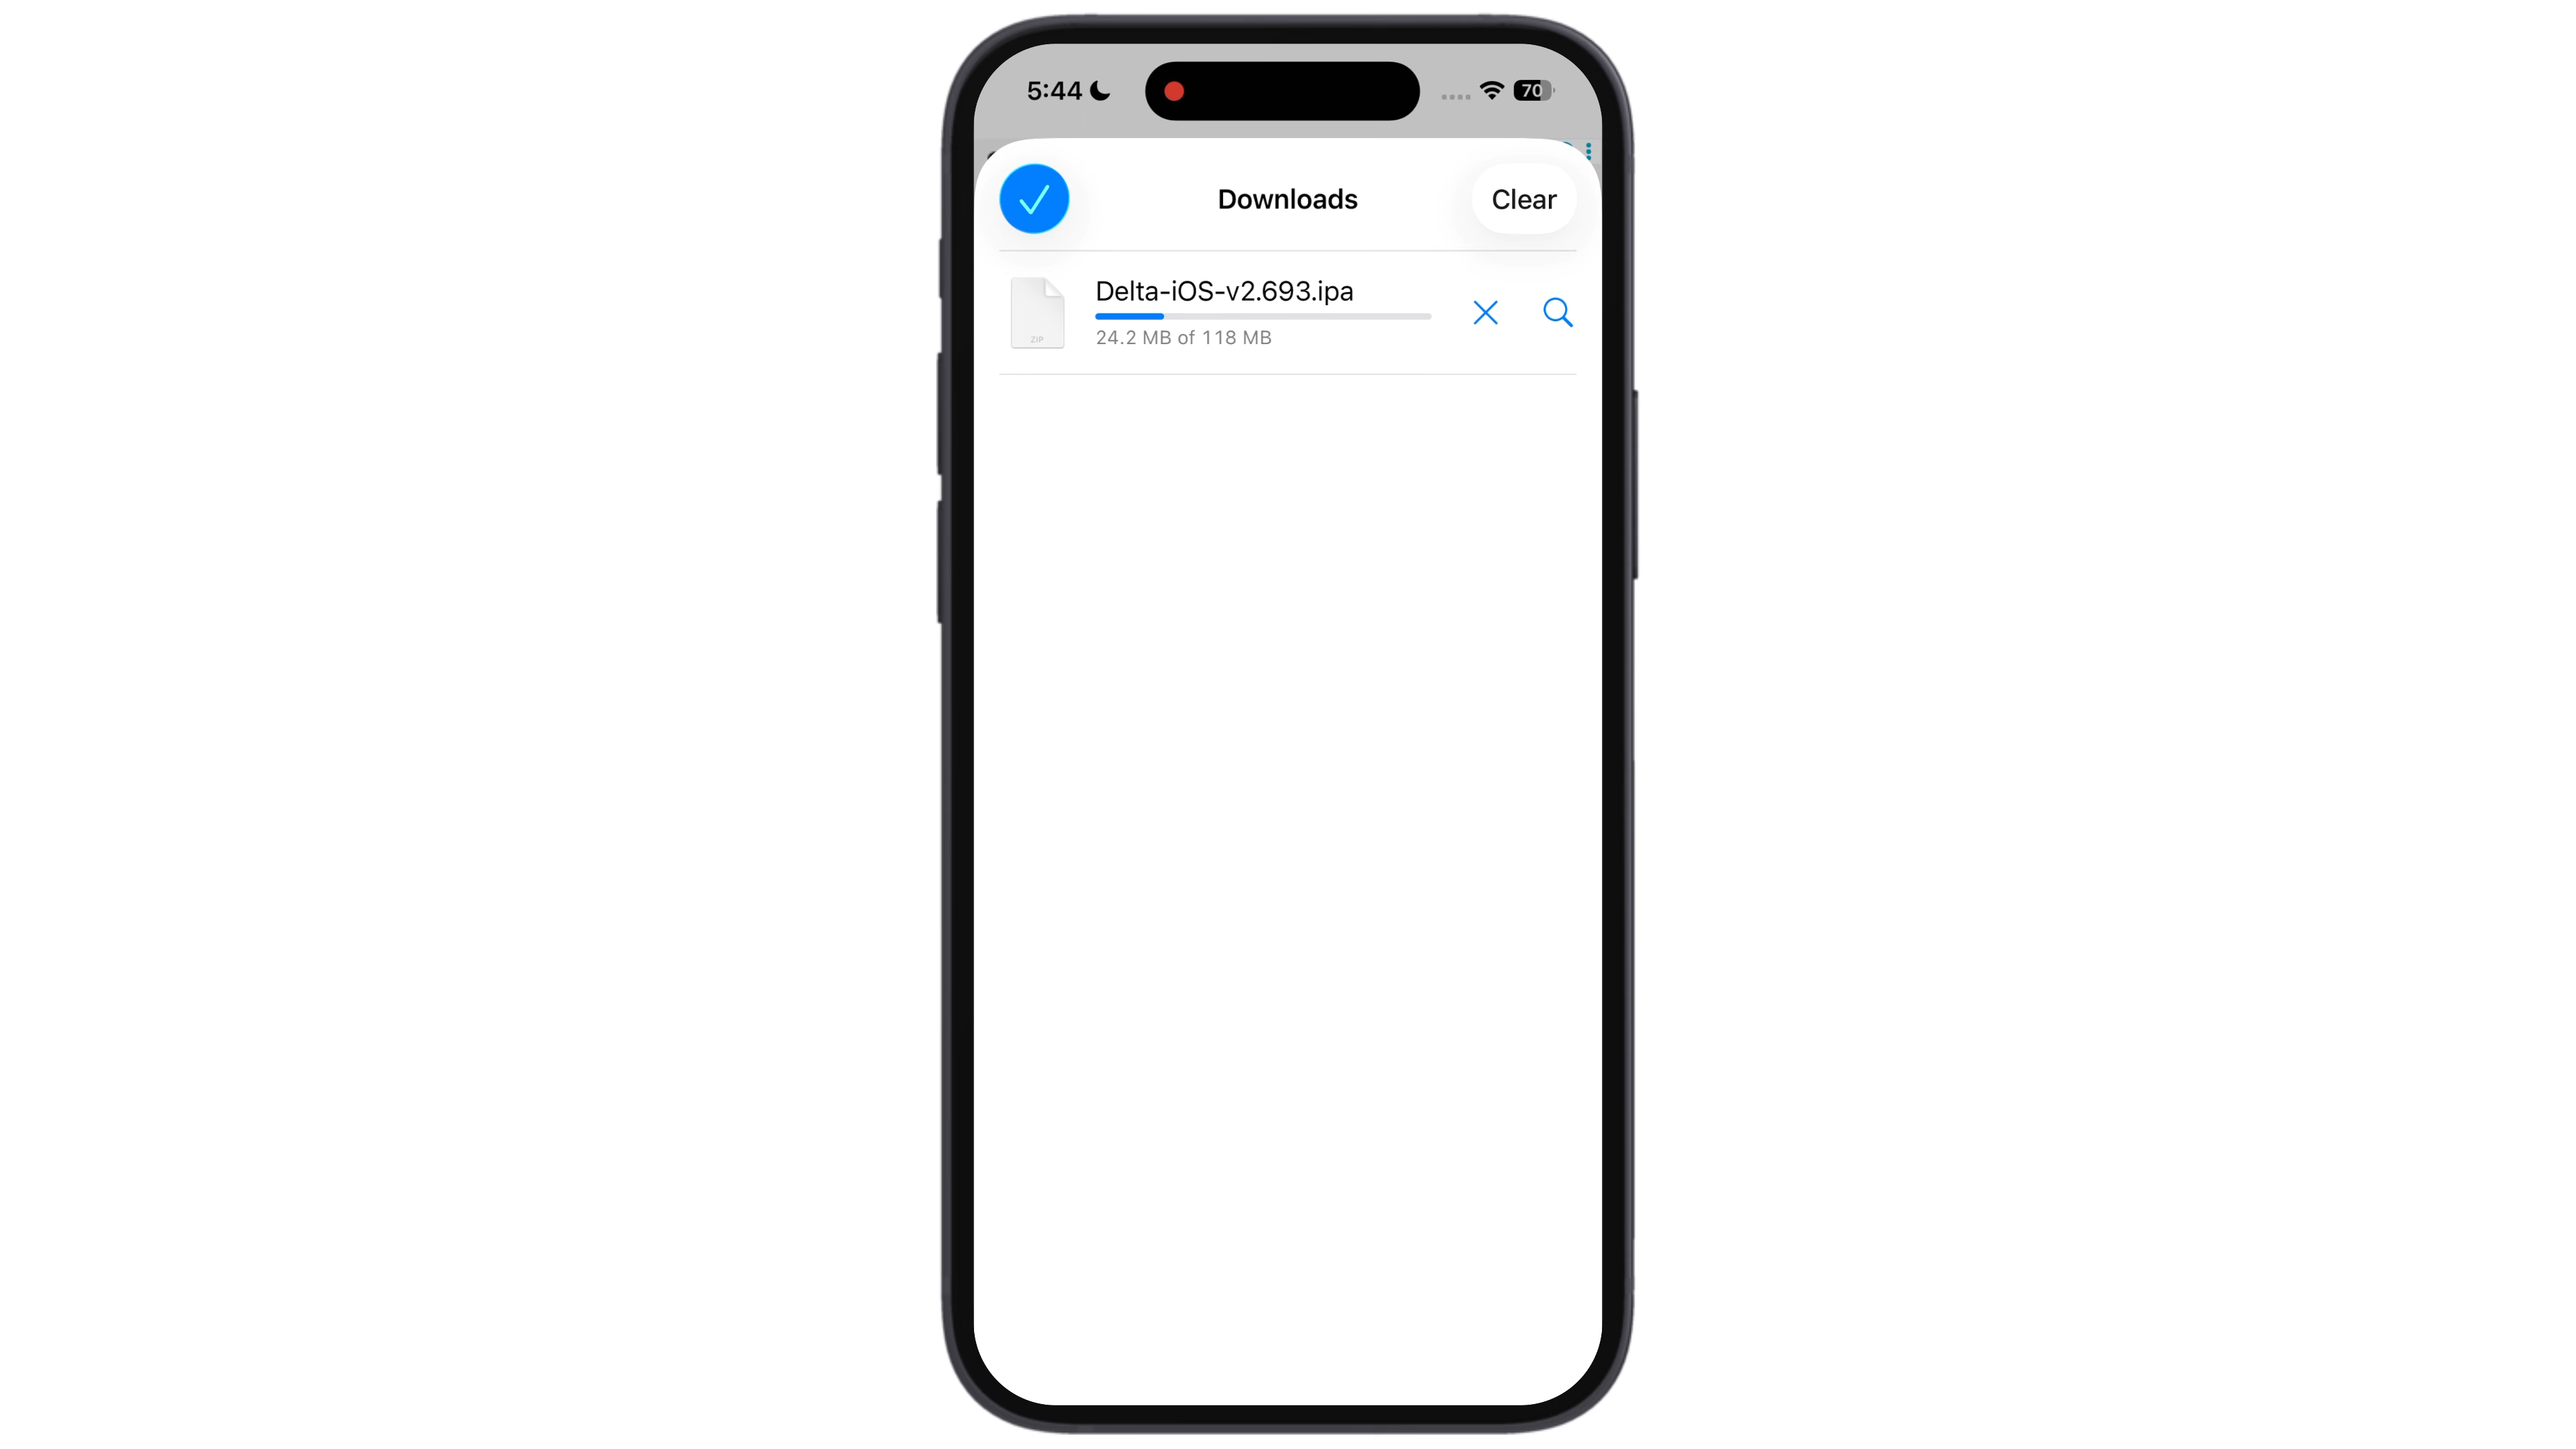 5:44
70
Downloads
Clear
Delta-iOS-v2.693.ipa
24.2 MB of 118 MB
ZIP